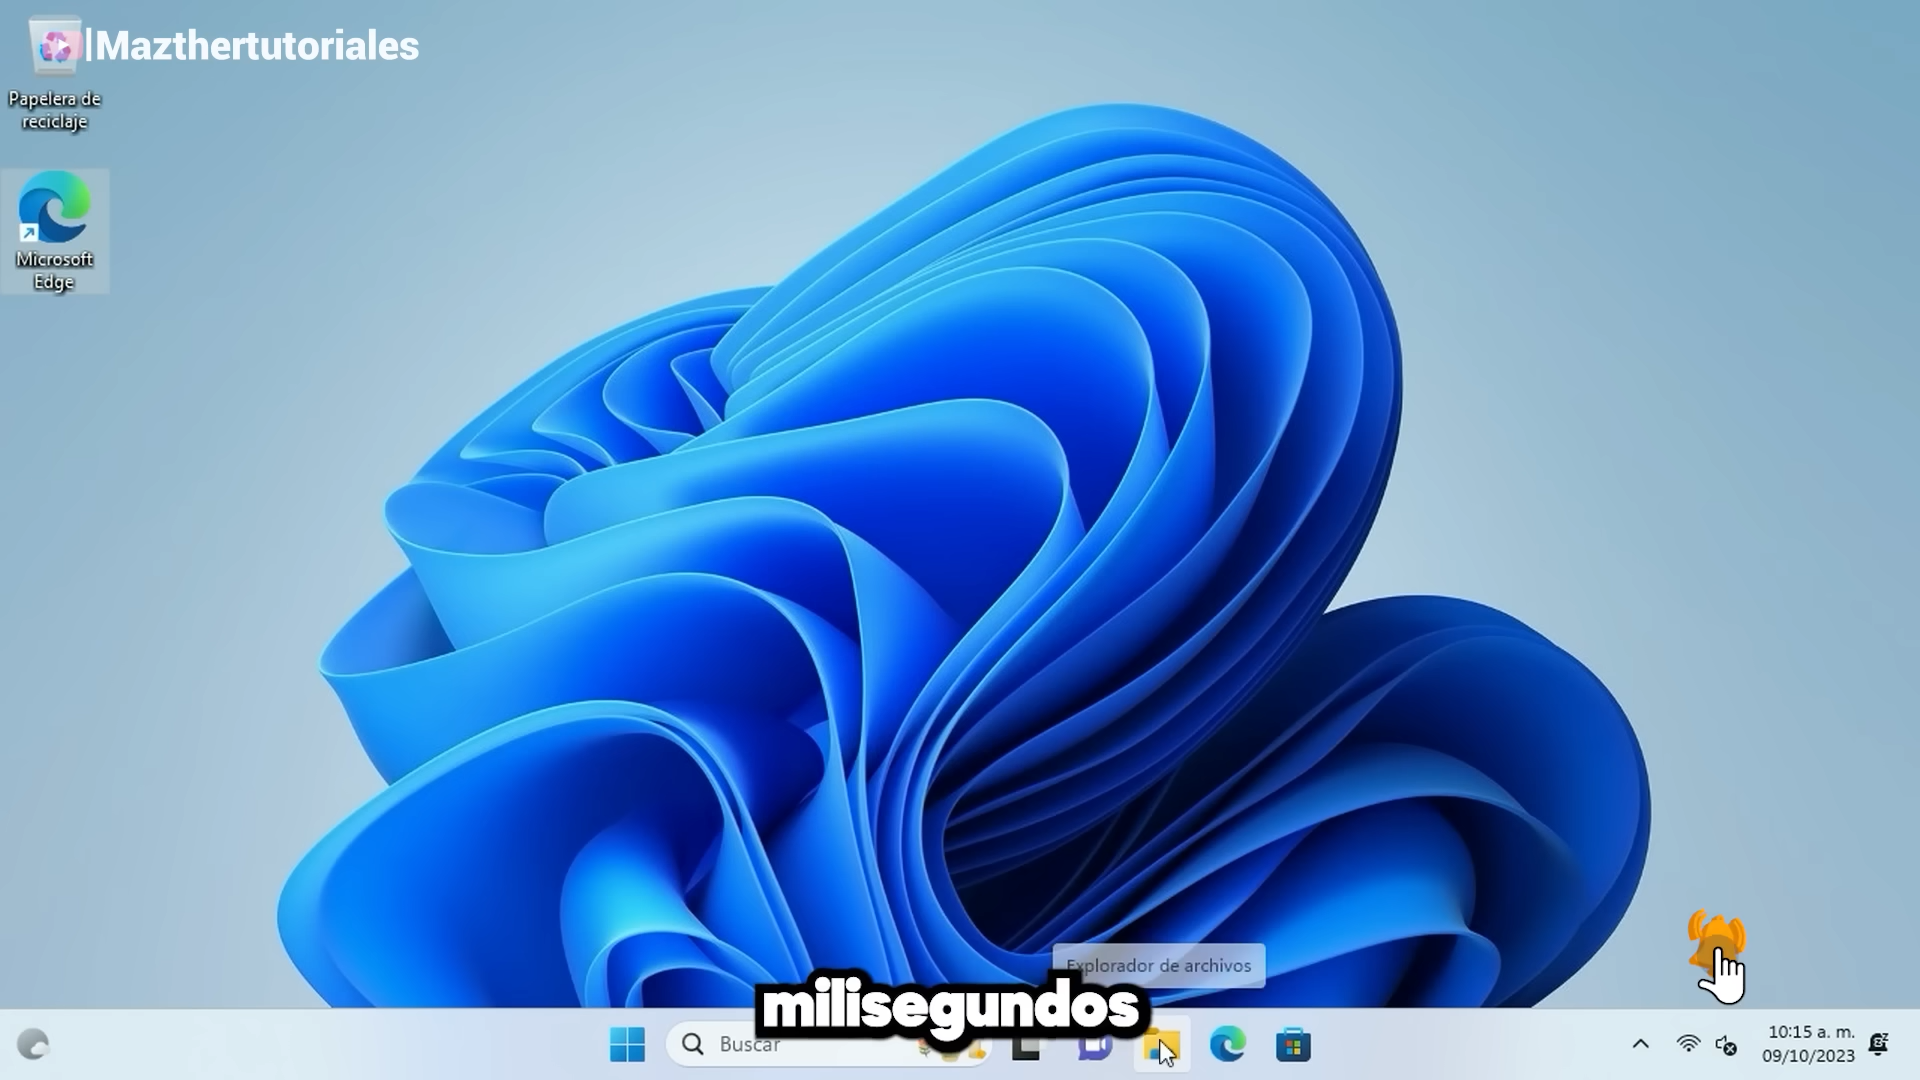 |Mazthertutoriales
Papelera de
reciclaje
Microsoft
Edge
Explorador de archivos
milisegundos
Buscar
10:15 a. m.
09/10/2023